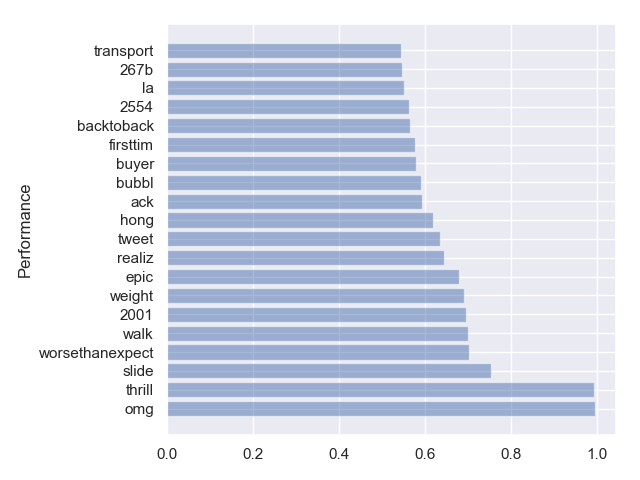 transport
267b
la
2554
backtoback
firsttim
buyer
bubbl
ack
hong
tweet
realiz
epic
weight
2001
walk
worsethanexpect
slide
thrill
omg
Performance
0.0 0.2 0.4 0.6 0.8 1.0